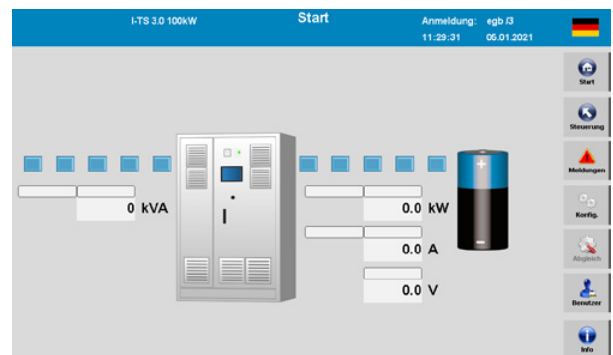 I-TS 3.0 100kW
Start
Anmeldung: egb /3
11:29:31 05.01.2021
Start
Steuerung
Meldungen
0 kVA
0.0 kW
Konfig.
0.0 A
Abgleich
0.0 V
Benutzer
Info